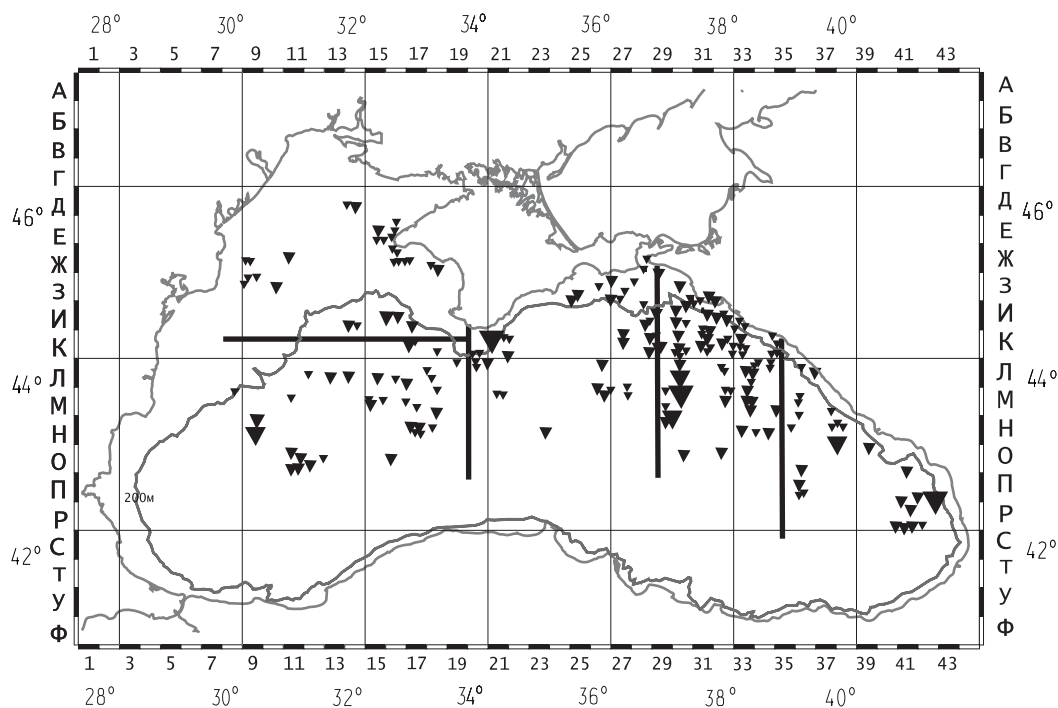 28° 30° 32° 34° 36° 38° 40°
1 3 5 7 9 11 13 15 17 19 21 23 25 27 29 31 33 35 37 39 41 43
А А
Б Б
В В
Г Г
Д Д
46° 46°
Е Е
Ж Ж
З З
И И
К К
Л Л
44° 44°
М М
Н Н
О О
П 200м П
Р Р
С С
42° 42°
Т Т
У У
Ф Ф
1 3 5 7 9 11 13 15 17 19 21 23 25 27 29 31 33 35 37 39 41 43
28° 30° 32° 34° 36° 38° 40°